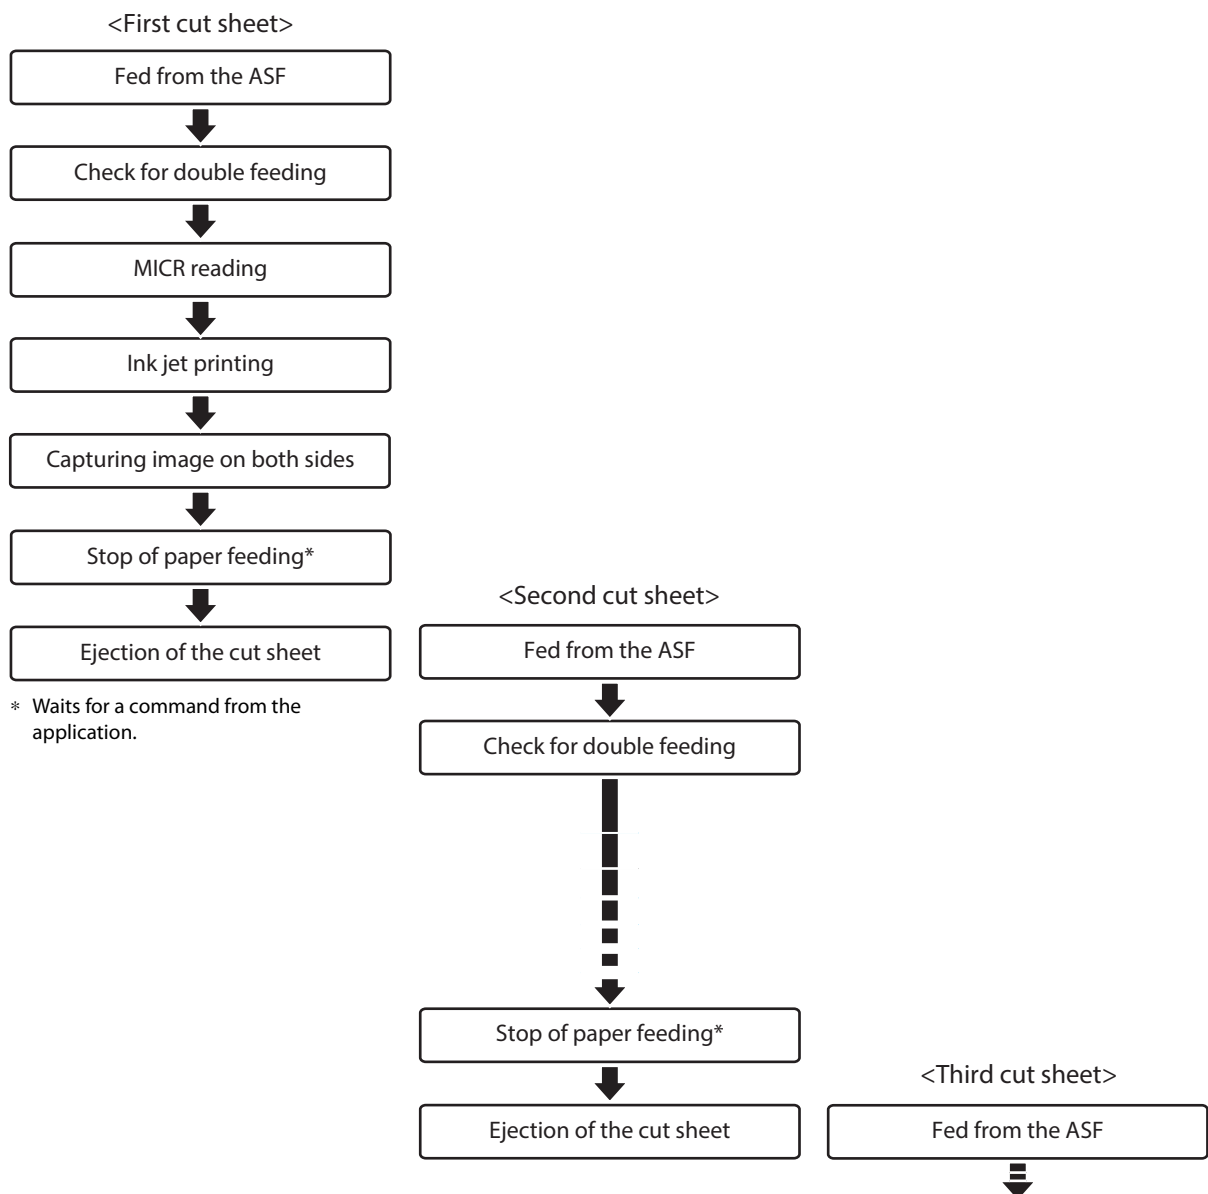 <First cut sheet>
Fed from the ASF
Check for double feeding
MICR reading
Ink jet printing
Capturing image on both sides
Stop of paper feeding*
Ejection of the cut sheet
* Waits for a command from the
application.
<Second cut sheet>
Fed from the ASF
Check for double feeding
Stop of paper feeding*
Ejection of the cut sheet
<Third cut sheet>
Fed from the ASF